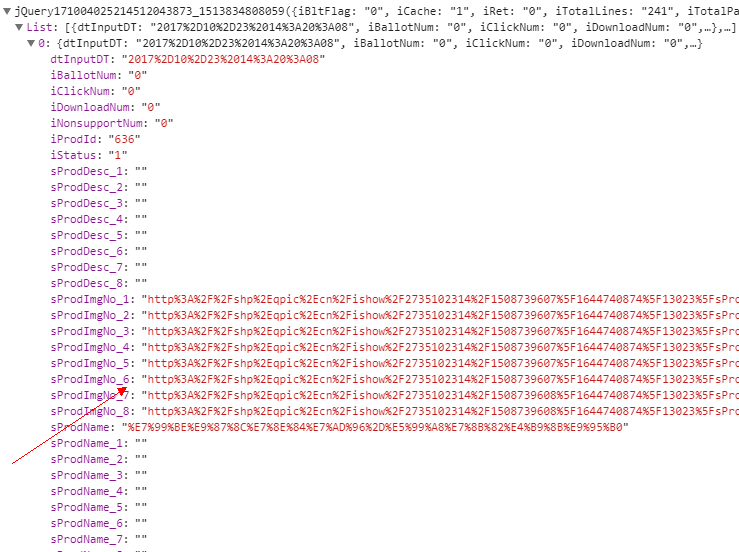 jQuery171004025214512043873_1513834808059({iBltFlag: "0", iCache: "1", iRet: "0", iTotalLines: "241", iTotalPa
List: [{dtInputDT: "2017%2D10%2D23%2014%3A20%3A08", iBallotNum: "0", iClickNum: "0", iDownloadNum: "0",…},…]
0: {dtInputDT: "2017%2D10%2D23%2014%3A20%3A08", iBallotNum: "0", iClickNum: "0", iDownloadNum: "0",…}
dtInputDT: "2017%2D10%2D23%2014%3A20%3A08"
iBallotNum: "0"
iClickNum: "0"
iDownloadNum: "0"
iNonsupportNum: "0"
iProdId: "636"
iStatus: "1"
sProdDesc_1: ""
sProdDesc_2: ""
sProdDesc_3: ""
sProdDesc_4: ""
sProdDesc_5: ""
sProdDesc_6: ""
sProdDesc_7: ""
sProdDesc_8: ""
sProdImgNo_1: "http%3A%2F%2Fshp%2Eqpic%2Ecn%2Fishow%2F2735102314%2F1508739607%5F1644740874%5F13023%5FsPro
sProdImgNo_2: "http%3A%2F%2Fshp%2Eqpic%2Ecn%2Fishow%2F2735102314%2F1508739607%5F1644740874%5F13023%5FsPro
sProdImgNo_3: "http%3A%2F%2Fshp%2Eqpic%2Ecn%2Fishow%2F2735102314%2F1508739607%5F1644740874%5F13023%5FsPro
sProdImgNo_4: "http%3A%2F%2Fshp%2Eqpic%2Ecn%2Fishow%2F2735102314%2F1508739607%5F1644740874%5F13023%5FsPro
sProdImgNo_5: "http%3A%2F%2Fshp%2Eqpic%2Ecn%2Fishow%2F2735102314%2F1508739607%5F1644740874%5F13023%5FsPro
sProdImgNo_6: "http%3A%2F%2Fshp%2Eqpic%2Ecn%2Fishow%2F2735102314%2F1508739607%5F1644740874%5F13023%5FsPro
sProdImgNo_7: "http%3A%2F%2Fshp%2Eqpic%2Ecn%2Fishow%2F2735102314%2F1508739608%5F1644740874%5F13023%5FsPro
sProdImgNo_8: "http%3A%2F%2Fshp%2Eqpic%2Ecn%2Fishow%2F2735102314%2F1508739608%5F1644740874%5F13023%5FsPro
sProdName: "%E7%99%BE%E9%87%8C%E7%8E%84%E7%AD%96%2D%E5%99%A8%E7%8B%82%E4%B9%8B%E9%95%B0"
sProdName_1: ""
sProdName_2: ""
sProdName_3: ""
sProdName_4: ""
sProdName_5: ""
sProdName_6: ""
sProdName_7: ""